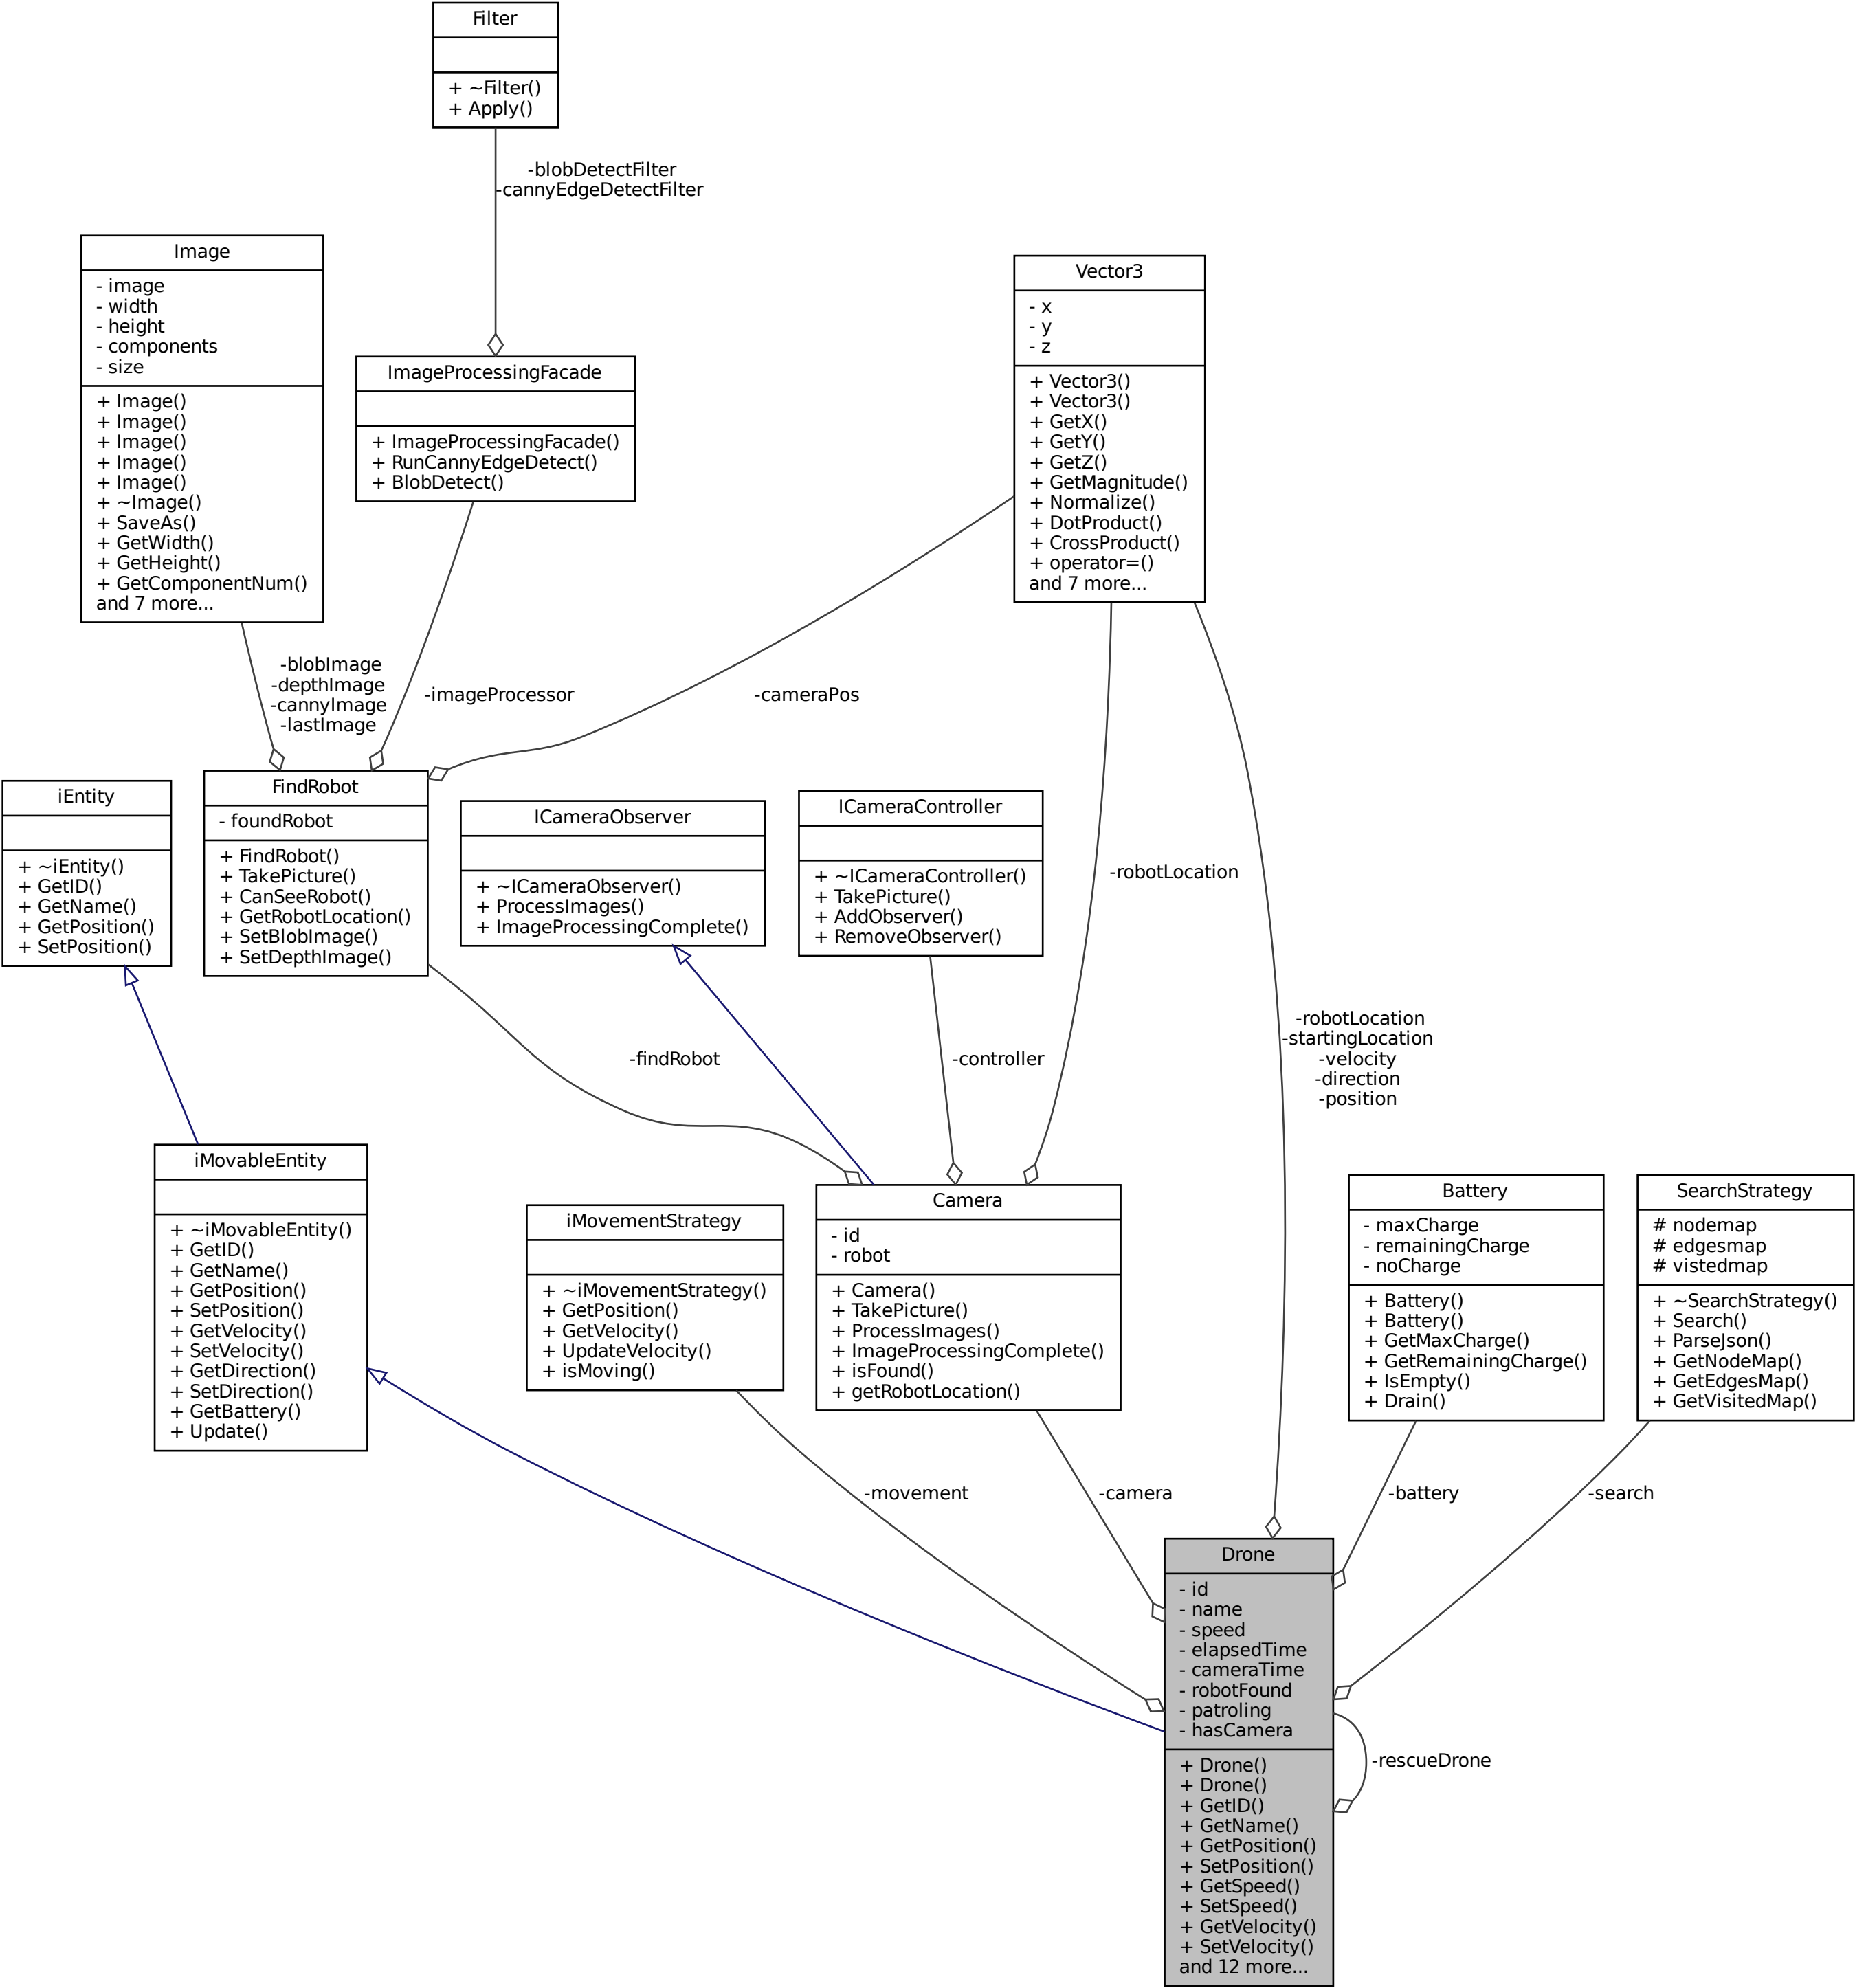 Filter
+ ~Filter()
+ Apply()
-blobDetectFilter
-cannyEdgeDetectFilter
Image
- image
- width
- height
- components
- size
+ Image()
+ Image()
+ Image()
+ Image()
+ Image()
+ ~Image()
+ SaveAs()
+ GetWidth()
+ GetHeight()
+ GetComponentNum()
and 7 more...
ImageProcessingFacade
+ ImageProcessingFacade()
+ RunCannyEdgeDetect()
+ BlobDetect()
Vector3
- x
- y
- z
+ Vector3()
+ Vector3()
+ GetX()
+ GetY()
+ GetZ()
+ GetMagnitude()
+ Normalize()
+ DotProduct()
+ CrossProduct()
+ operator=()
and 7 more...
-blobImage
-depthImage
-cannyImage
-lastImage
-imageProcessor
-cameraPos
iEntity
+ ~iEntity()
+ GetID()
+ GetName()
+ GetPosition()
+ SetPosition()
FindRobot
- foundRobot
+ FindRobot()
+ TakePicture()
+ CanSeeRobot()
+ GetRobotLocation()
+ SetBlobImage()
+ SetDepthImage()
ICameraObserver
+ ~ICameraObserver()
+ ProcessImages()
+ ImageProcessingComplete()
ICameraController
+ ~ICameraController()
+ TakePicture()
+ AddObserver()
+ RemoveObserver()
-robotLocation
-findRobot
-controller
-robotLocation
-startingLocation
-velocity
-direction
-position
iMovableEntity
+ ~iMovableEntity()
+ GetID()
+ GetName()
+ GetPosition()
+ SetPosition()
+ GetVelocity()
+ SetVelocity()
+ GetDirection()
+ SetDirection()
+ GetBattery()
+ Update()
iMovementStrategy
+ ~iMovementStrategy()
+ GetPosition()
+ GetVelocity()
+ UpdateVelocity()
+ isMoving()
Camera
- id
- robot
+ Camera()
+ TakePicture()
+ ProcessImages()
+ ImageProcessingComplete()
+ isFound()
+ getRobotLocation()
Battery
- maxCharge
- remainingCharge
- noCharge
+ Battery()
+ Battery()
+ GetMaxCharge()
+ GetRemainingCharge()
+ IsEmpty()
+ Drain()
SearchStrategy
# nodemap
# edgesmap
# vistedmap
+ ~SearchStrategy()
+ Search()
+ ParseJson()
+ GetNodeMap()
+ GetEdgesMap()
+ GetVisitedMap()
-movement
-camera
-battery
-search
Drone
- id
- name
- speed
- elapsedTime
- cameraTime
- robotFound
- patroling
- hasCamera
+ Drone()
+ Drone()
+ GetID()
+ GetName()
+ GetPosition()
+ SetPosition()
+ GetSpeed()
+ SetSpeed()
+ GetVelocity()
+ SetVelocity()
and 12 more...
-rescueDrone